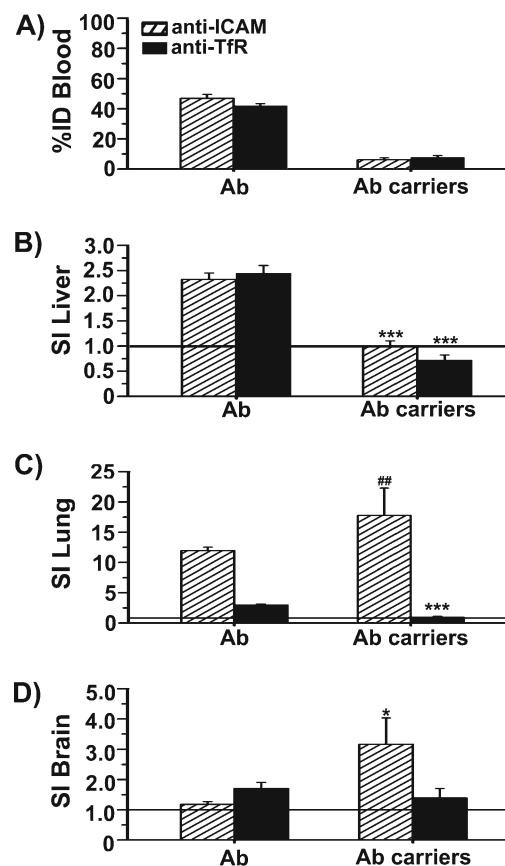 A)
%ID Blood
100
80
60
40
20
0
anti-ICAM
anti-TfR
Ab
Ab carriers
B)
SI Liver
3.0
2.5
2.0
1.5
1.0
0.5
0
***
***
Ab
Ab carriers
C)
SI Lung
25
20
15
10
5
0
##
***
Ab
Ab carriers
D)
SI Brain
5.0
4.0
3.0
2.0
1.0
0
*
Ab
Ab carriers